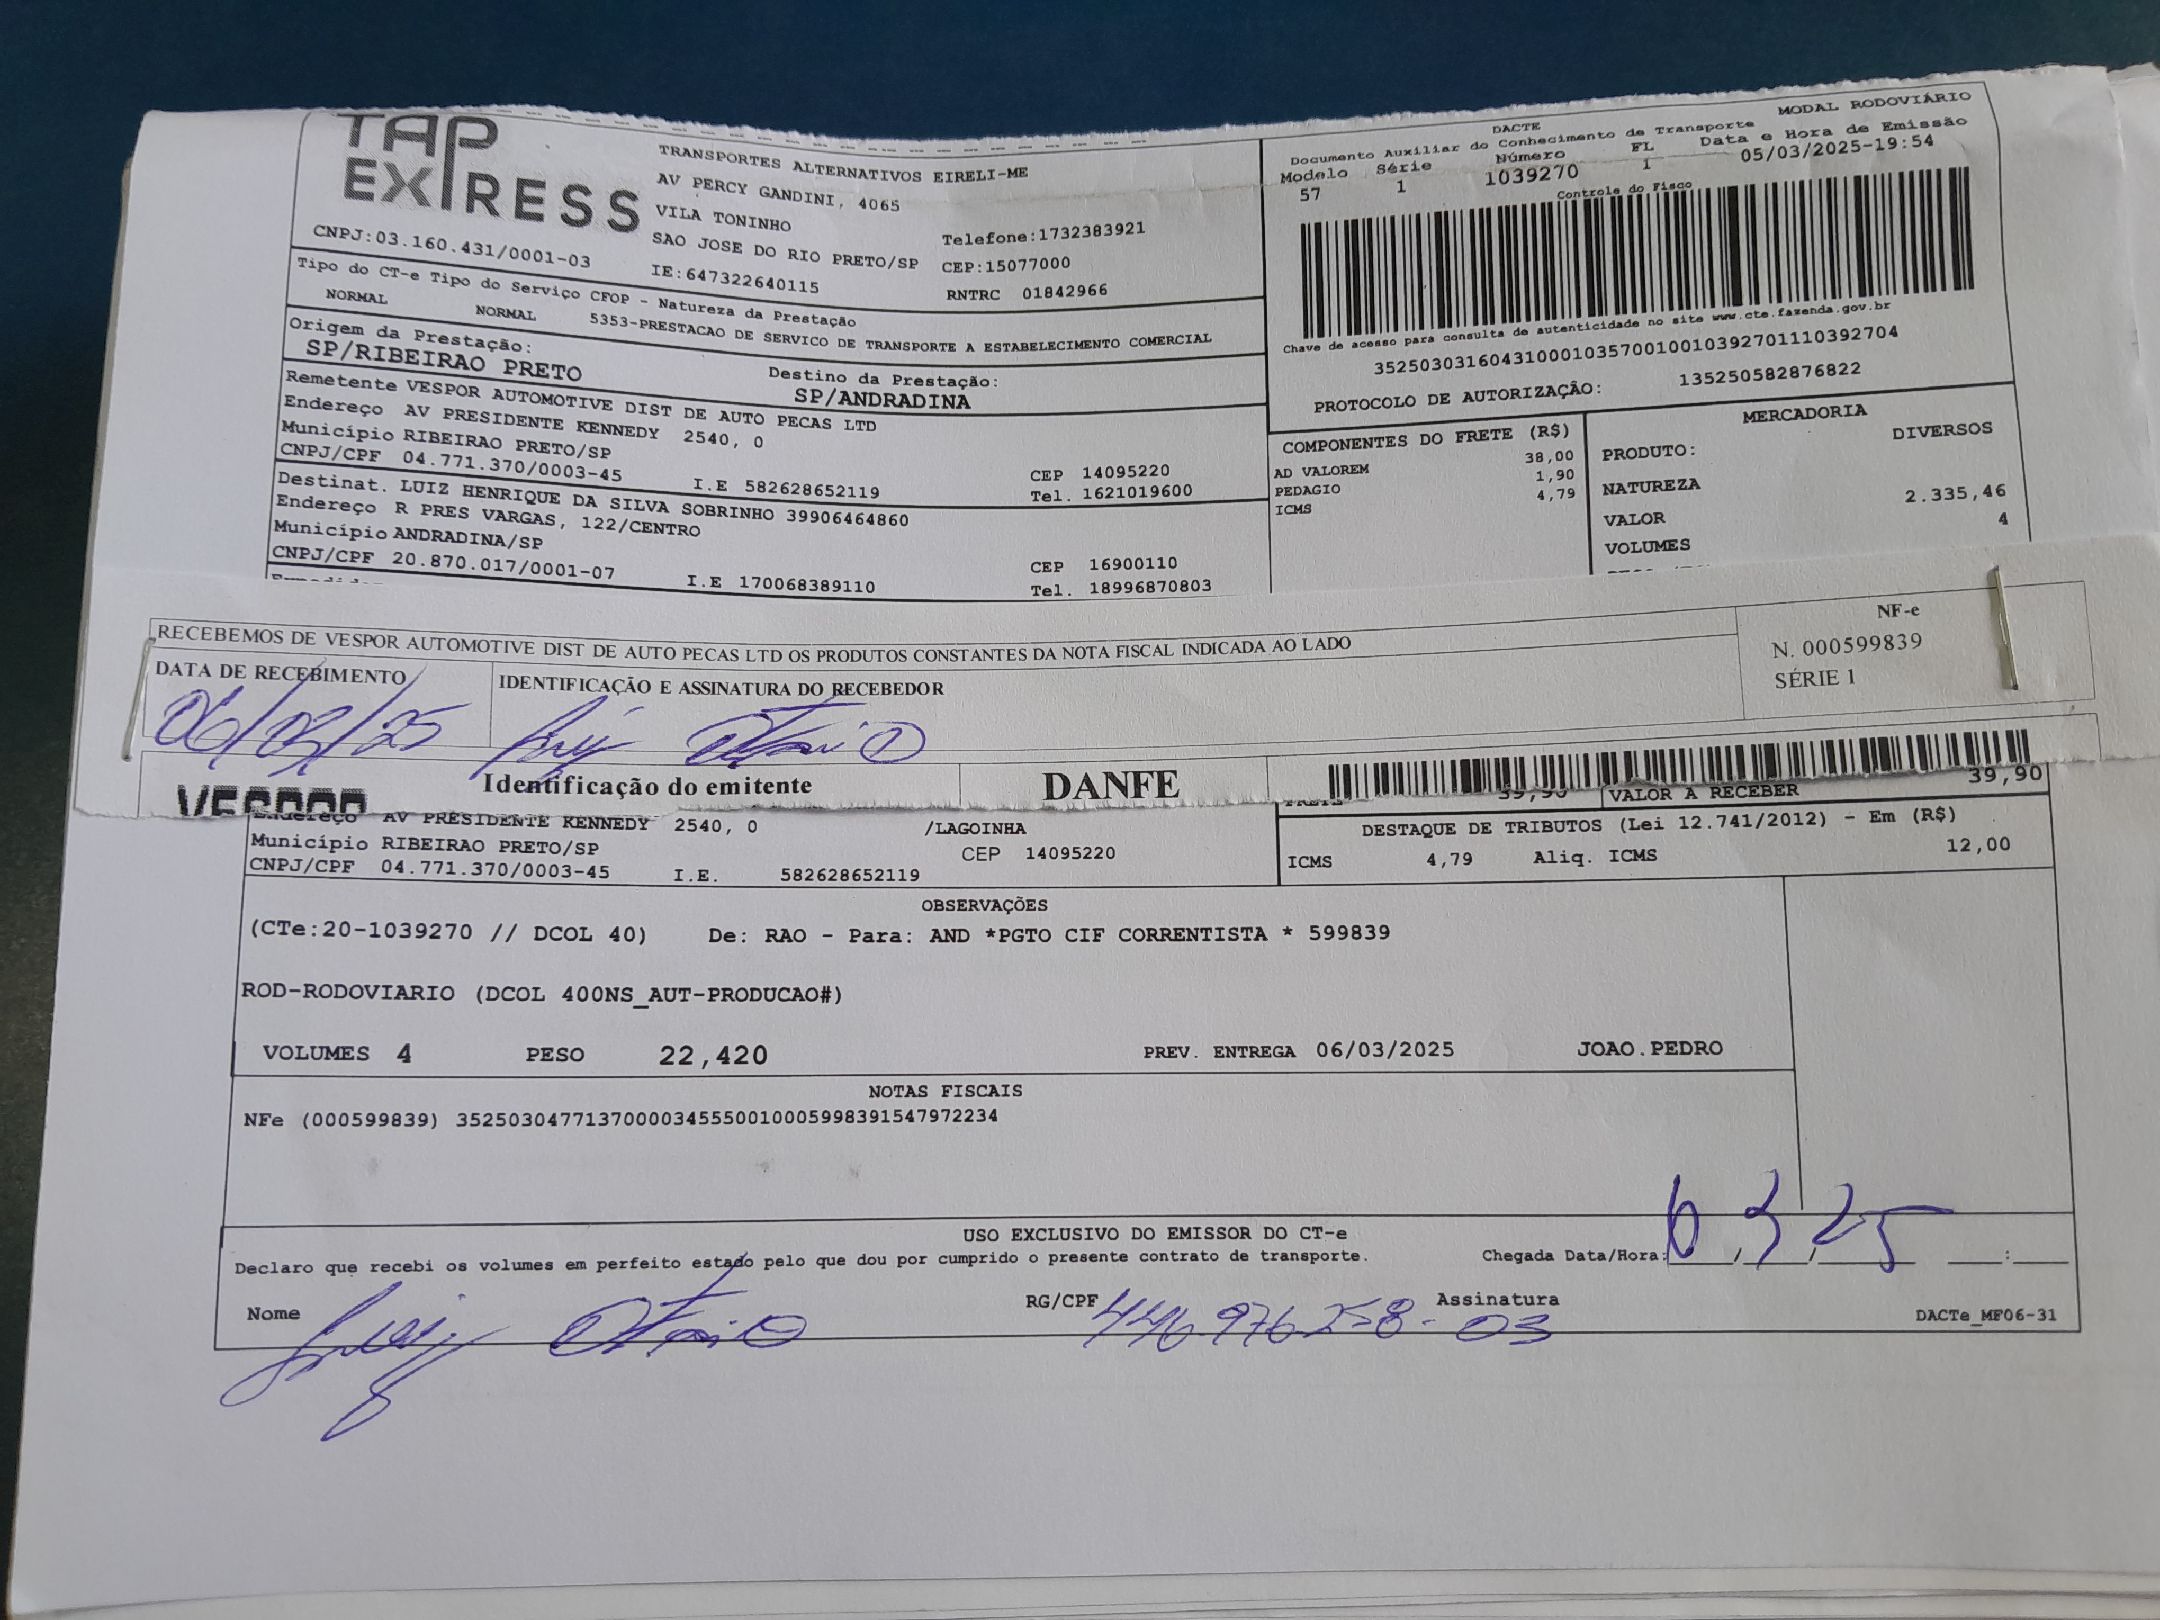 TAP
EXPRESS
TRANSPORTES ALTERNATIVOS EIRELI-ME
AV PERCY GANDINI, 4065
VILA TONINHO
SAO JOSE DO RIO PRETO/SP
Telefone:1732383921
CEP:15077000
CNPJ:03.160.431/0001-03
IE:647322640115
RNTRC 01842966
DACTE
MODAL RODOVIÁRIO
Documento Auxiliar do Conhecimento de Transporte
Modelo Série Número FL Data e Hora de Emissão
57 1 1039270 1 05/03/2025-19:54
Controle do Fisco
Chave de acesso para consulta de autenticidade no site www.cte.fazenda.gov.br
35250303160431000103570010010392701110392704
PROTOCOLO DE AUTORIZAÇÃO: 135250582876822
Tipo do CT-e Tipo do Serviço CFOP - Natureza da Prestação
NORMAL NORMAL 5353-PRESTACAO DE SERVICO DE TRANSPORTE A ESTABELECIMENTO COMERCIAL
Origem da Prestação:
SP/RIBEIRAO PRETO
Destino da Prestação:
SP/ANDRADINA
Remetente VESPOR AUTOMOTIVE DIST DE AUTO PECAS LTD
Endereço AV PRESIDENTE KENNEDY 2540, 0
Município RIBEIRAO PRETO/SP CEP 14095220
CNPJ/CPF 04.771.370/0003-45 I.E 582628652119 Tel. 1621019600
Destinat. LUIZ HENRIQUE DA SILVA SOBRINHO 39906464860
Endereço R PRES VARGAS, 122/CENTRO
Município ANDRADINA/SP CEP 16900110
CNPJ/CPF 20.870.017/0001-07 I.E 170068389110 Tel. 18996870803
COMPONENTES DO FRETE (R$)
38,00
AD VALOREM 1,90
PEDAGIO 4,79
ICMS
MERCADORIA
PRODUTO: DIVERSOS
NATUREZA
VALOR 2.335,46
VOLUMES 4
RECEBEMOS DE VESPOR AUTOMOTIVE DIST DE AUTO PECAS LTD OS PRODUTOS CONSTANTES DA NOTA FISCAL INDICADA AO LADO
NF-e
N. 000599839
SÉRIE 1
DATA DE RECEBIMENTO
06/03/25
IDENTIFICAÇÃO E ASSINATURA DO RECEBEDOR
Identificação do emitente
DANFE
39,90 VALOR A RECEBER 39,90
Endereço AV PRESIDENTE KENNEDY 2540, 0 /LAGOINHA
Município RIBEIRAO PRETO/SP CEP 14095220
CNPJ/CPF 04.771.370/0003-45 I.E. 582628652119
DESTAQUE DE TRIBUTOS (Lei 12.741/2012) - Em (R$)
ICMS 4,79 Aliq. ICMS 12,00
OBSERVAÇÕES
(CTe:20-1039270 // DCOL 40) De: RAO - Para: AND *PGTO CIF CORRENTISTA * 599839
ROD-RODOVIARIO (DCOL 400NS_AUT-PRODUCAO#)
VOLUMES 4 PESO 22,420 PREV. ENTREGA 06/03/2025 JOAO.PEDRO
NOTAS FISCAIS
NFe (000599839) 35250304771370000345550010005998391547972234
USO EXCLUSIVO DO EMISSOR DO CT-e
Declaro que recebi os volumes em perfeito estado pelo que dou por cumprido o presente contrato de transporte.
Chegada Data/Hora: 6 / 3 / 25 :
Nome
RG/CPF 446.976.258-03 Assinatura
DACTe_MF06-31